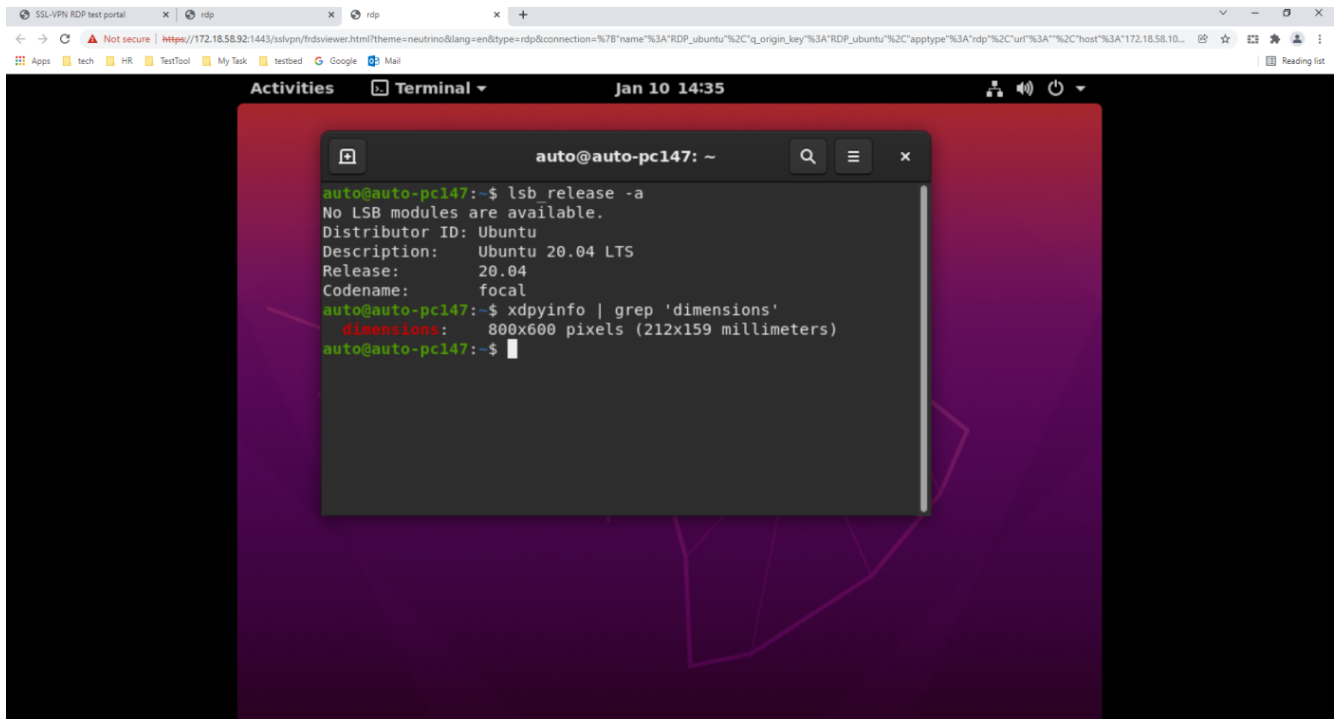 SSL-VPN RDP test portal
rdp
rdp
Not secure | https://172.18.58.92:1443/sslvpn/frdsviewer.html?theme=neutrino&lang=en&type=rdp&connection=%7B"name"%3A"RDP_ubuntu"%2C"q_origin_key"%3A"RDP_ubuntu"%2C"apptype"%3A"rdp"%2C"url"%3A""%2C"host"%3A"172.18.58.10...
Apps tech HR TestTool My Task testbed Google Mail Reading list
Activities Terminal Jan 10 14:35
auto@auto-pc147: ~
auto@auto-pc147:~$ lsb_release -a
No LSB modules are available.
Distributor ID: Ubuntu
Description: Ubuntu 20.04 LTS
Release: 20.04
Codename: focal
auto@auto-pc147:~$ xdpyinfo | grep 'dimensions'
dimensions: 800x600 pixels (212x159 millimeters)
auto@auto-pc147:~$